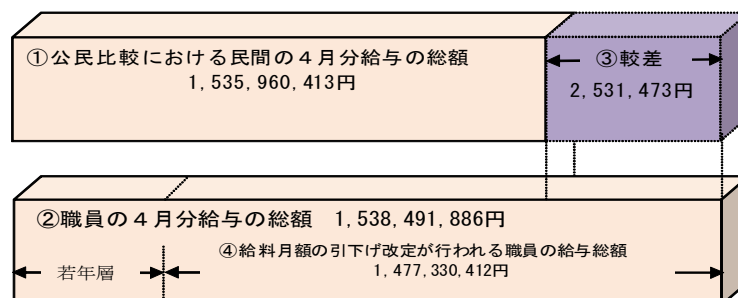 ①公民比較における民間の４月分給与の総額
1,535,960,413円
③較差
2,531,473円
②職員の４月分給与の総額 1,538,491,886円
④給料月額の引下げ改定が行われる職員の給与総額
1,477,330,412円
若年層